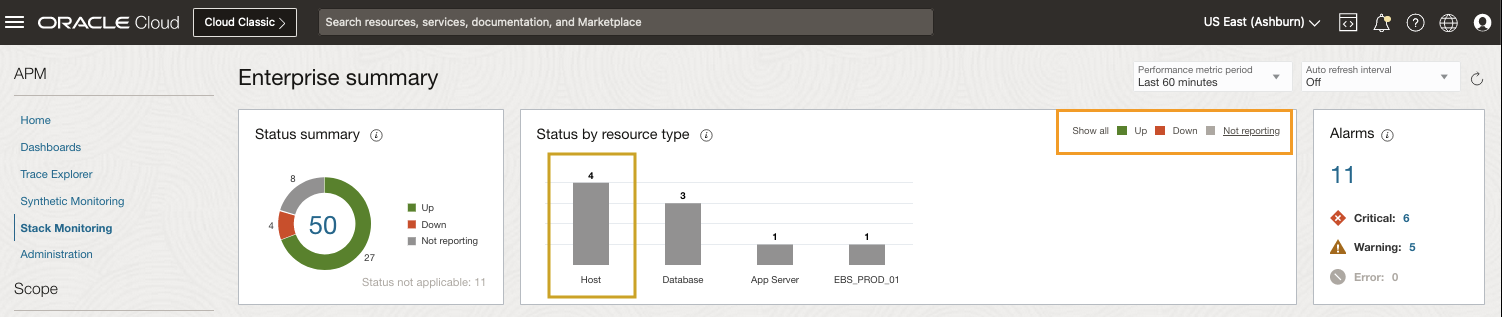 ORACLE Cloud
Cloud Classic >
Search resources, services, documentation, and Marketplace
US East (Ashburn)
APM
Home
Dashboards
Trace Explorer
Synthetic Monitoring
Stack Monitoring
Administration
Scope
Enterprise summary
Performance metric period
Last 60 minutes
Auto refresh interval
Off
Status summary
8
4
50
27
Up
Down
Not reporting
Status not applicable: 11
Status by resource type
Show all Up Down Not reporting
4
3
1
1
Host
Database
App Server
EBS_PROD_01
Alarms
11
Critical: 6
Warning: 5
Error: 0